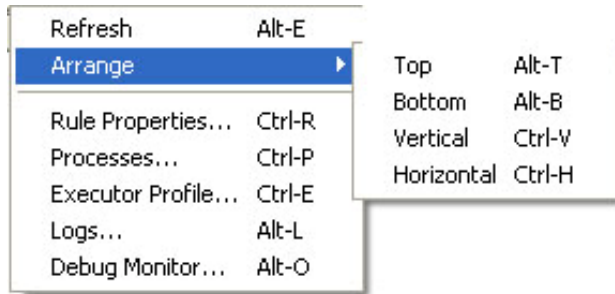 Refresh Alt-E
Arrange
Rule Properties... Ctrl-R
Processes... Ctrl-P
Executor Profile... Ctrl-E
Logs... Alt-L
Debug Monitor... Alt-O
Top Alt-T
Bottom Alt-B
Vertical Ctrl-V
Horizontal Ctrl-H